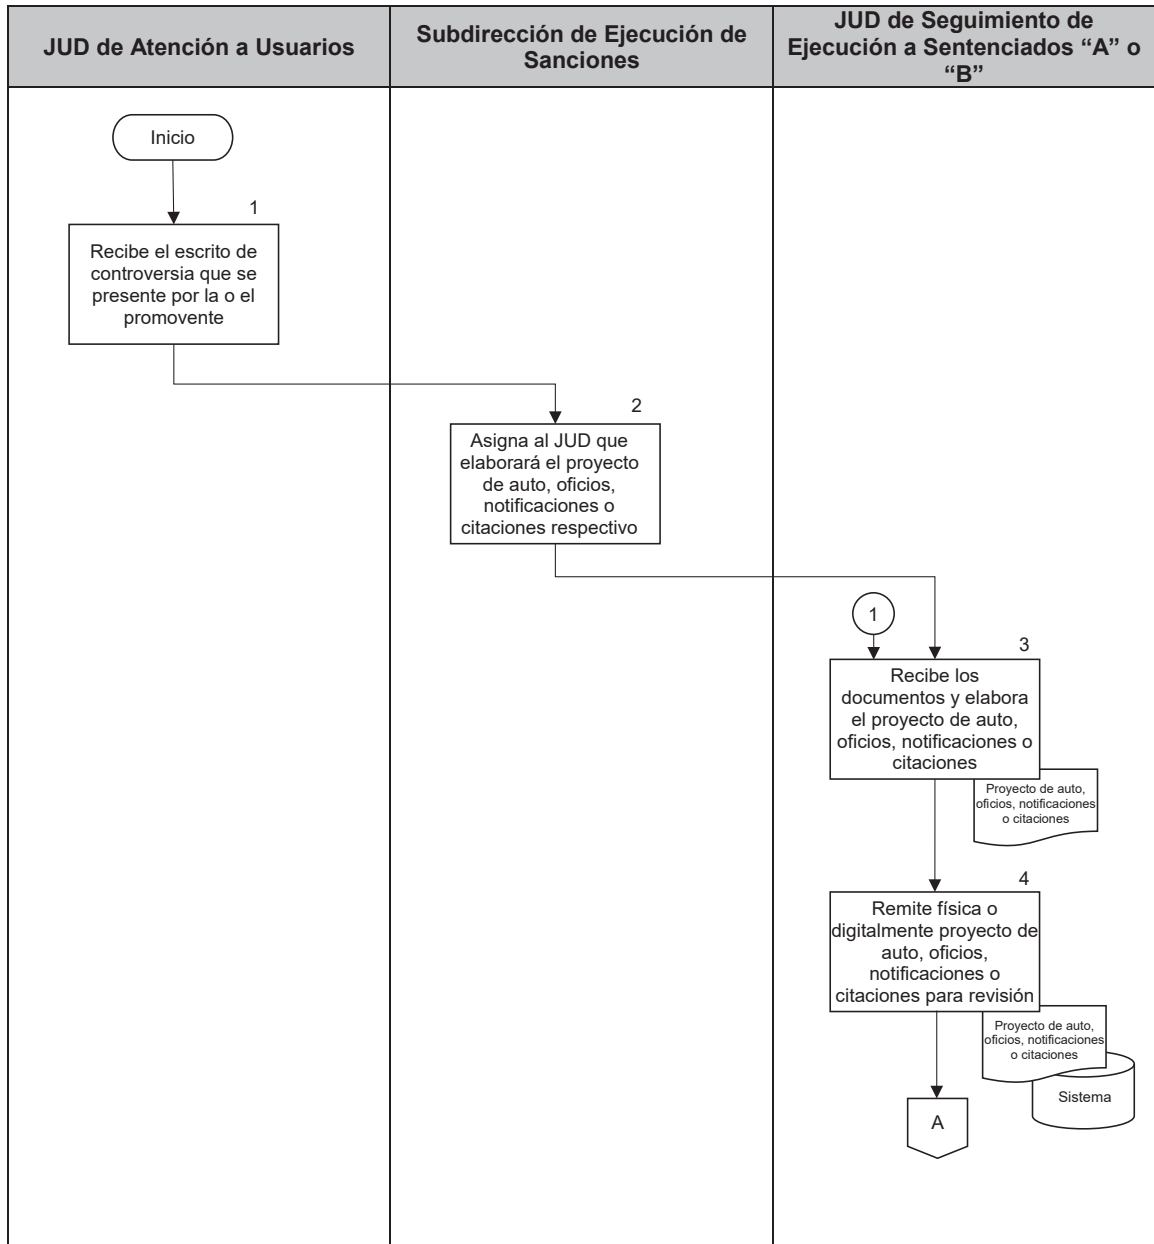 JUD de Atención a Usuarios
Subdirección de Ejecución de
Sanciones
JUD de Seguimiento de
Ejecución a Sentenciados “A” o
“B”
Inicio
1
Recibe el escrito de
controversia que se
presente por la o el
promovente
2
Asigna al JUD que
elaborará el proyecto
de auto, oficios,
notificaciones o
citaciones respectivo
1
3
Recibe los
documentos y elabora
el proyecto de auto,
oficios, notificaciones o
citaciones
Proyecto de auto,
oficios, notificaciones
o citaciones
4
Remite física o
digitalmente proyecto de
auto, oficios,
notificaciones o
citaciones para revisión
Proyecto de auto,
oficios, notificaciones
o citaciones
Sistema
A